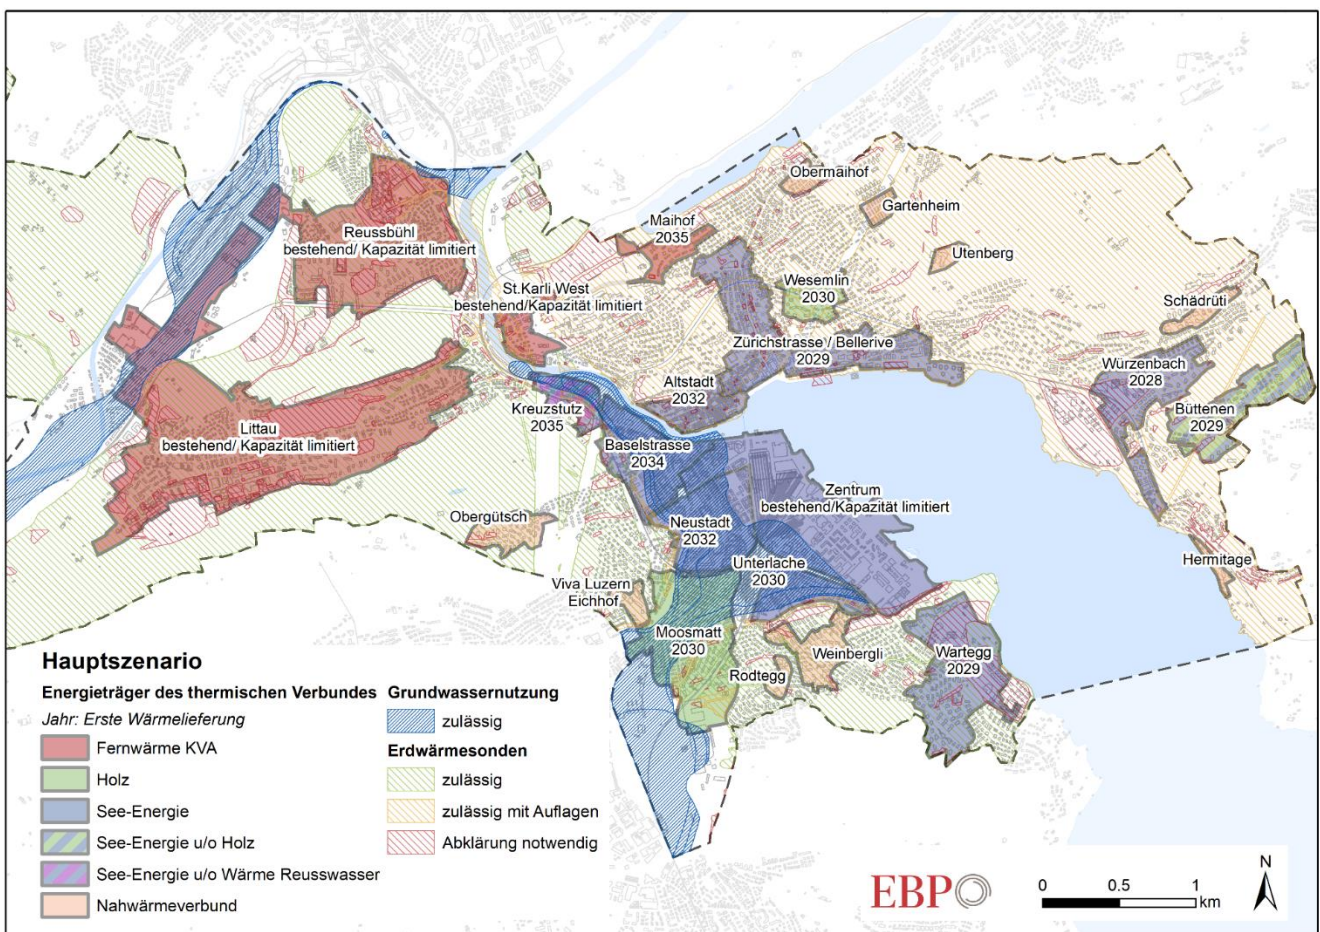 Obermaihof
Gartenheim
Maihof
2035
Reussbühl
bestehend/ Kapazität limitiert
Utenberg
Wesemlin
2030
St.Karli West
bestehend/Kapazität limitiert
Schädrüti
Zürichstrasse / Bellerive
2029
Würzenbach
2028
Altstadt
2032
Kreuzstutz
2035
Büttenen
2029
Littau
bestehend/ Kapazität limitiert
Baselstrasse
2034
Zentrum
bestehend/Kapazität limitiert
Obergütsch
Neustadt
2032
Unterlache
2030
Hermitage
Viva Luzern
Eichhof
Moosmatt
2030
Weinbergli
Wartegg
2029
Rodtegg
Hauptszenario
Energieträger des thermischen Verbundes
Jahr: Erste Wärmelieferung
Fernwärme KVA
Holz
See-Energie
See-Energie u/o Holz
See-Energie u/o Wärme Reusswasser
Nahwärmeverbund
Grundwassernutzung
zulässig
Erdwärmesonden
zulässig
zulässig mit Auflagen
Abklärung notwendig
EBP
0 0.5 1
km
N